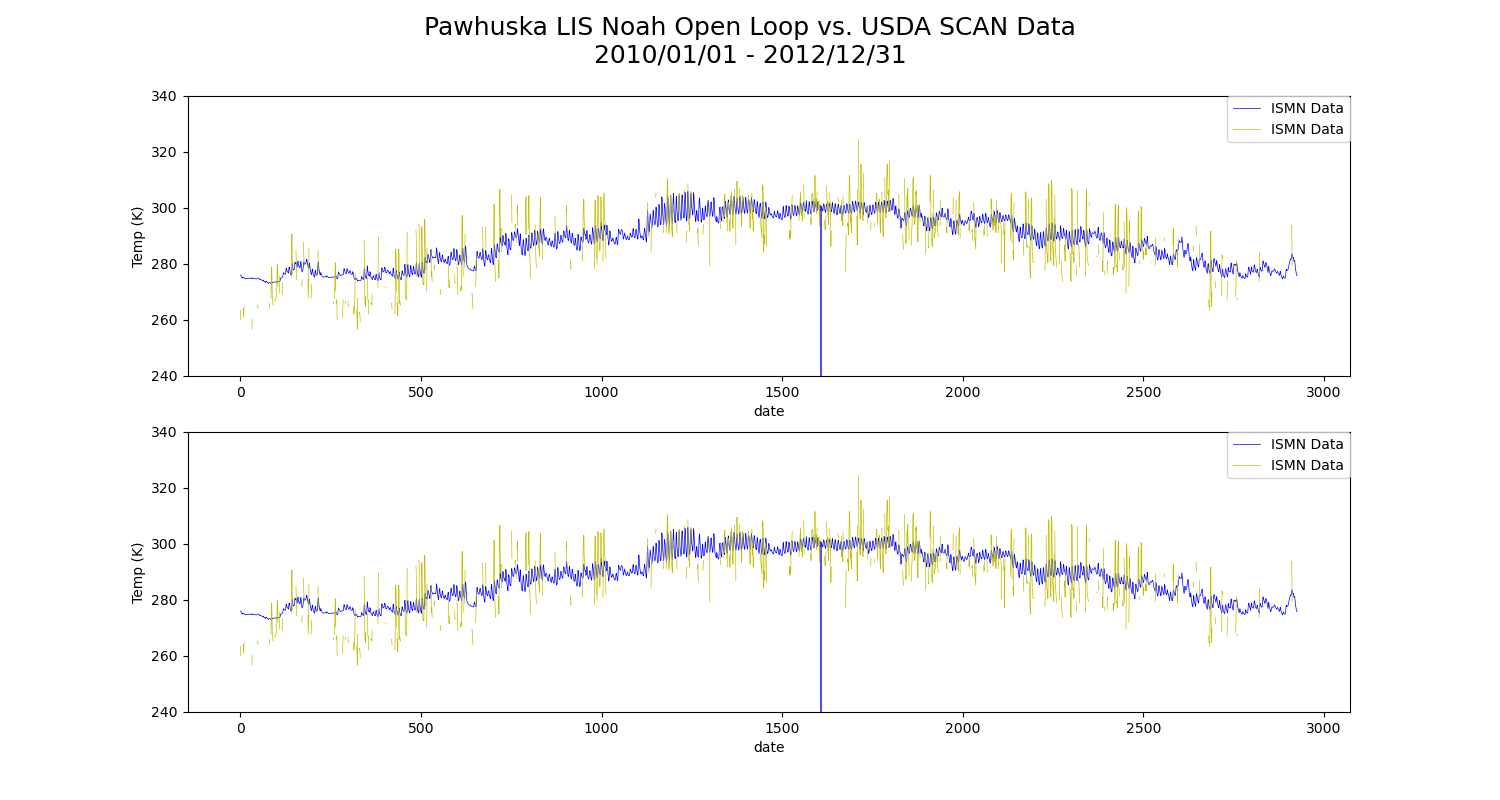 Pawhuska LIS Noah Open Loop vs. USDA SCAN Data
2010/01/01 - 2012/12/31
340
320
300
280
260
240
Temp (K)
ISMN Data
ISMN Data
0 500 1000 1500 2000 2500 3000
date
340
320
300
280
260
240
Temp (K)
ISMN Data
ISMN Data
0 500 1000 1500 2000 2500 3000
date